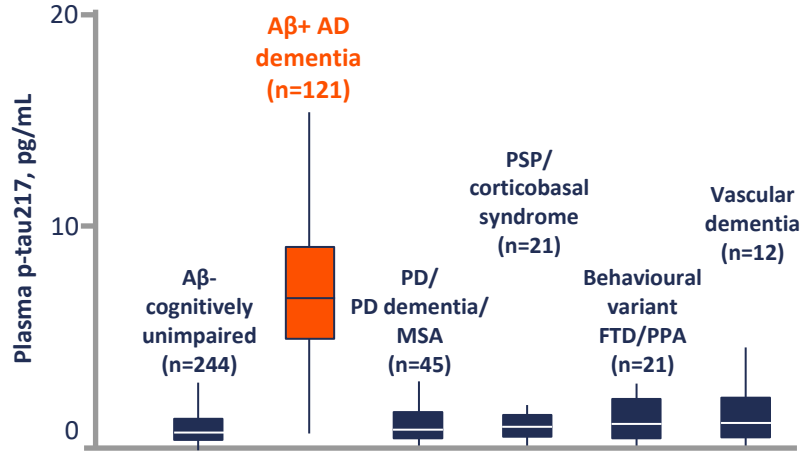 Plasma p-tau217, pg/mL
20
10
0
Aβ-
cognitively
unimpaired
(n=244)
Aβ+ AD
dementia
(n=121)
PD/
PD dementia/
MSA
(n=45)
PSP/
corticobasal
syndrome
(n=21)
Behavioural
variant
FTD/PPA
(n=21)
Vascular
dementia
(n=12)